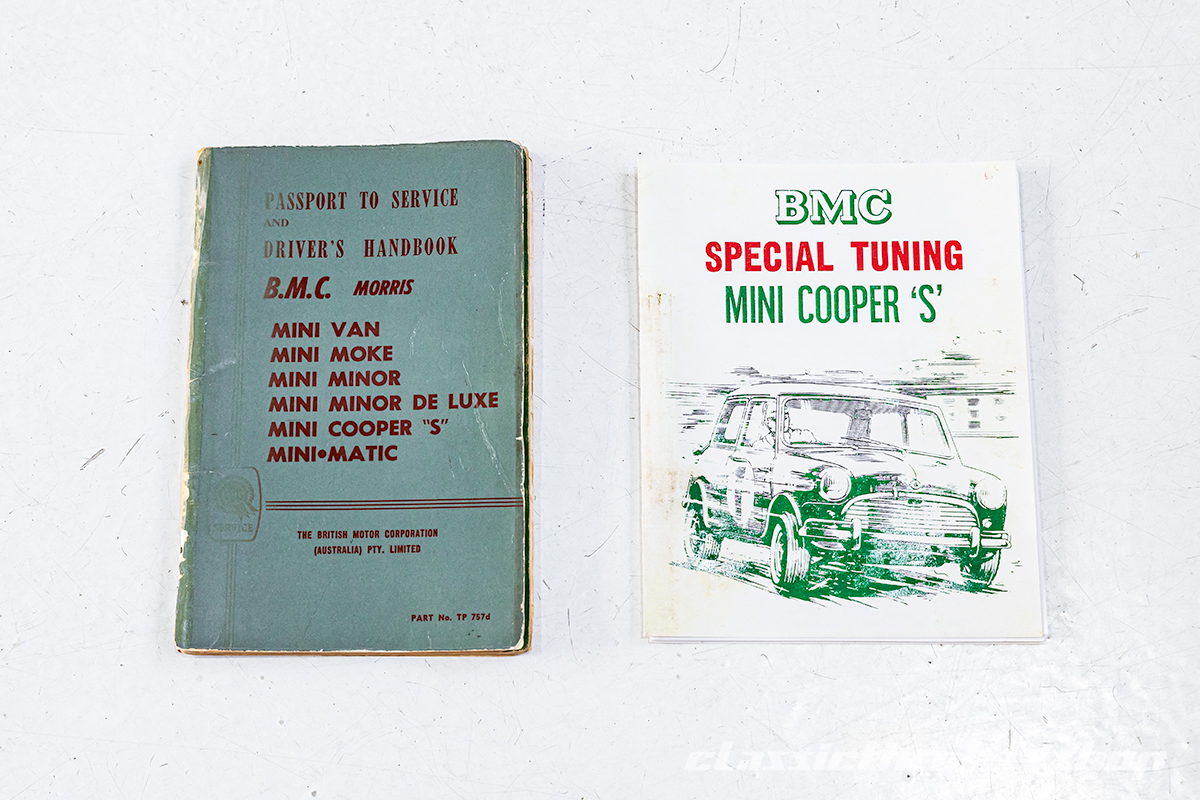 PASSPORT TO SERVICE
AND
DRIVER'S HANDBOOK
B.M.C. MORRIS
MINI VAN
MINI MOKE
MINI MINOR
MINI MINOR DE LUXE
MINI COOPER "S"
MINI•MATIC
SERVICE
THE BRITISH MOTOR CORPORATION
(AUSTRALIA) PTY. LIMITED
PART No. TP 757d
BMC
SPECIAL TUNING
MINI COOPER 'S'